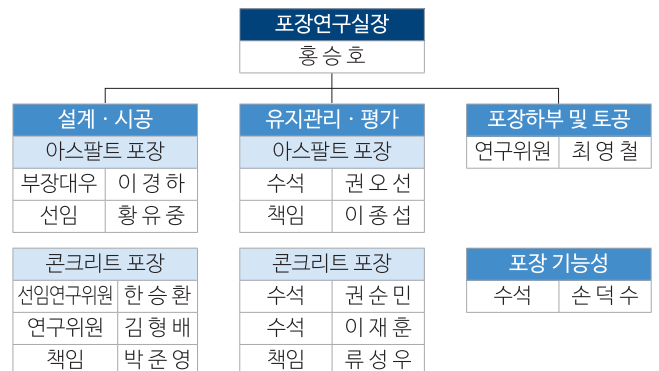 포장연구실장
홍승호
설계·시공
아스팔트 포장
부장대우 이경하
선임 황유중
콘크리트 포장
선임연구위원 한승환
연구위원 김형배
책임 박준영
유지관리·평가
아스팔트 포장
수석 권오선
책임 이종섭
콘크리트 포장
수석 권순민
수석 이재훈
책임 류성우
포장하부 및 토공
연구위원 최영철
포장 기능성
수석 손덕수